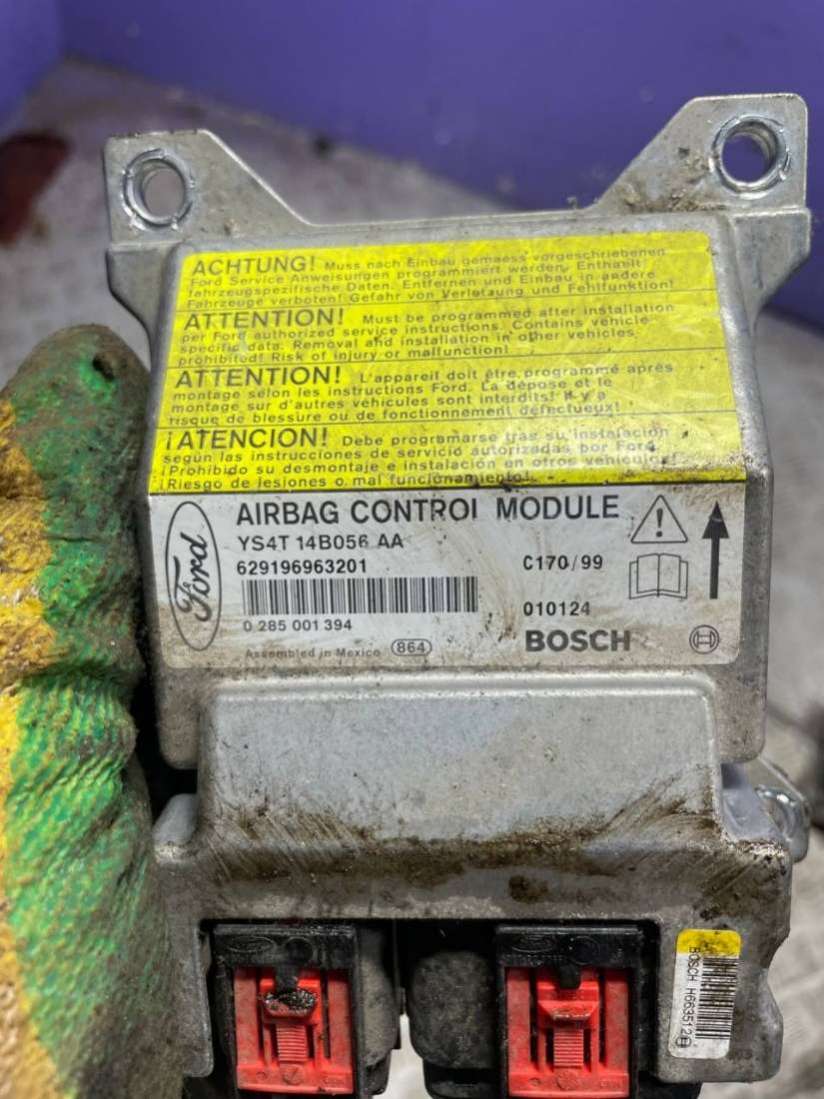 ACHTUNG! Muss nach Einbau gemaess vorgeschriebenen
Ford Service Anweisungen programmiert werden. Enthaelt
fahrzeugspezifische Daten. Entfernen und Einbau in andere
Fahrzeuge verboten! Gefahr von Verletzung und Fehlfunktion!
ATTENTION! Must be programmed after installation
per Ford authorized service instructions. Contains vehicle
specific data. Removal and installation in other vehicles
prohibited! Risk of injury or malfunction!
ATTENTION! L'appareil doit être programmé après
montage sélon les instructions Ford. La dépose et le
montage sur d'autres véhicules sont interdits! Il y a
risque de blessure ou de fonctionnement défectueux!
¡ATENCION! Debe programarse tras su instalación
según las instrucciones de servicio autorizadas por Ford.
¡Prohibido su desmontaje e instalación en otros vehículos!
¡Riesgo de lesiones o mal funcionamiento!
AIRBAG CONTROL MODULE
Ford
YS4T 14B056 AA
629196963201
C170/99
010124
0 285 001 394
BOSCH
Assembled in Mexico 864
BOSCH H663512